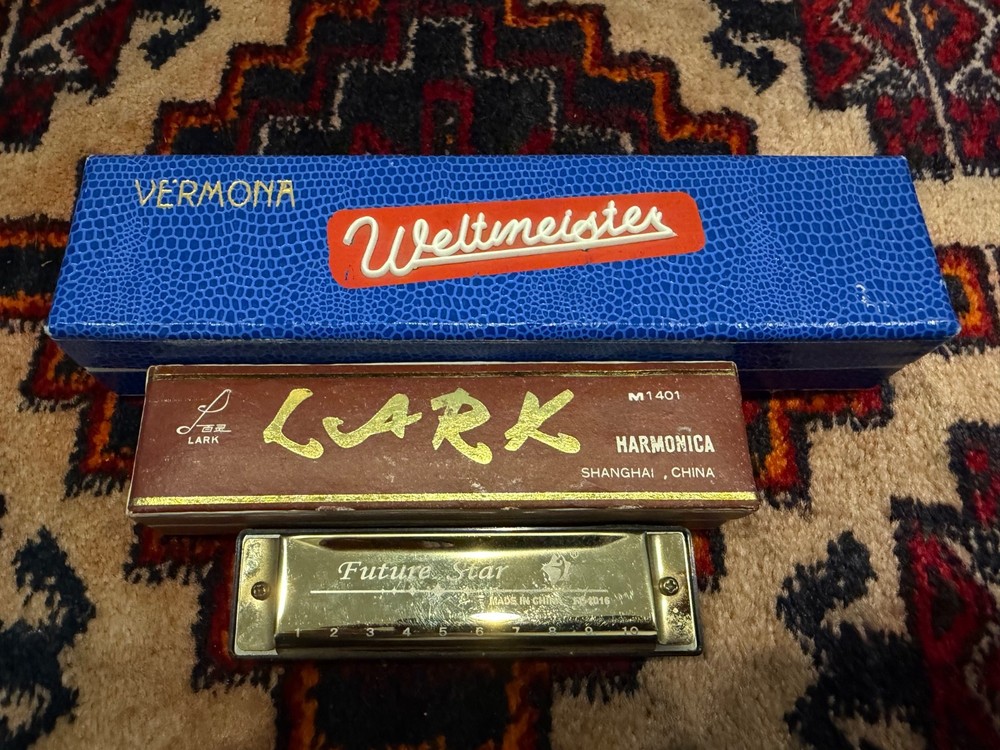 VERMONA
Weltmeister
LARK
M1401
百灵
LARK
HARMONICA
SHANGHAI , CHINA
Future Star
MADE IN CHINA
1 2 3 4 5 6 7 8 9 10